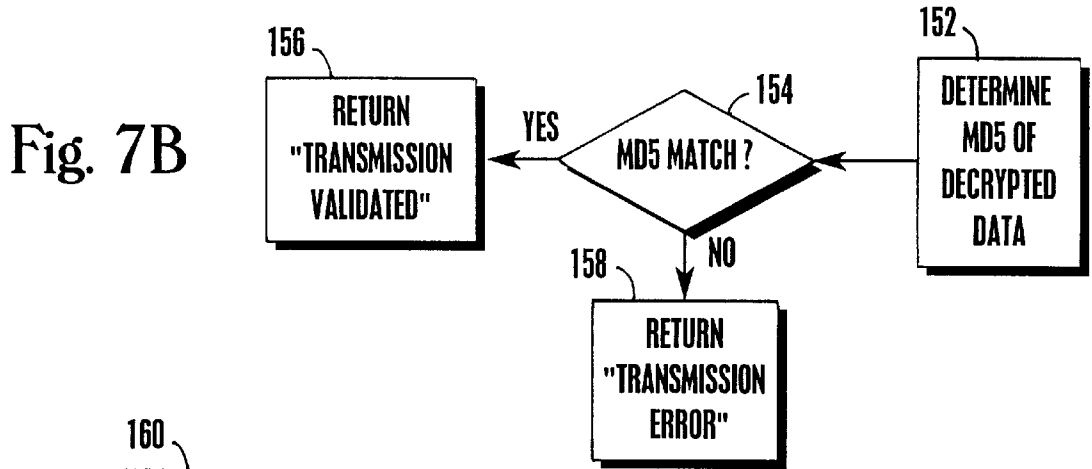 Fig. 7B
156
RETURN
"TRANSMISSION
VALIDATED"
YES
154
MD5 MATCH ?
152
DETERMINE
MD5 OF
DECRYPTED
DATA
NO
158
RETURN
"TRANSMISSION
ERROR"
160